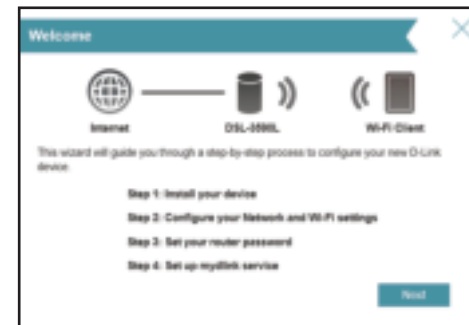 Welcome
Internet
Wi-Fi Client
This wizard will guide you through a step-by-step process to configure your new D-Link
device.
Step 1: Install your device
Step 2: Configure your Network and Wi-Fi settings
Step 3: Set your router password
Step 4: Set up mydlink service
Next